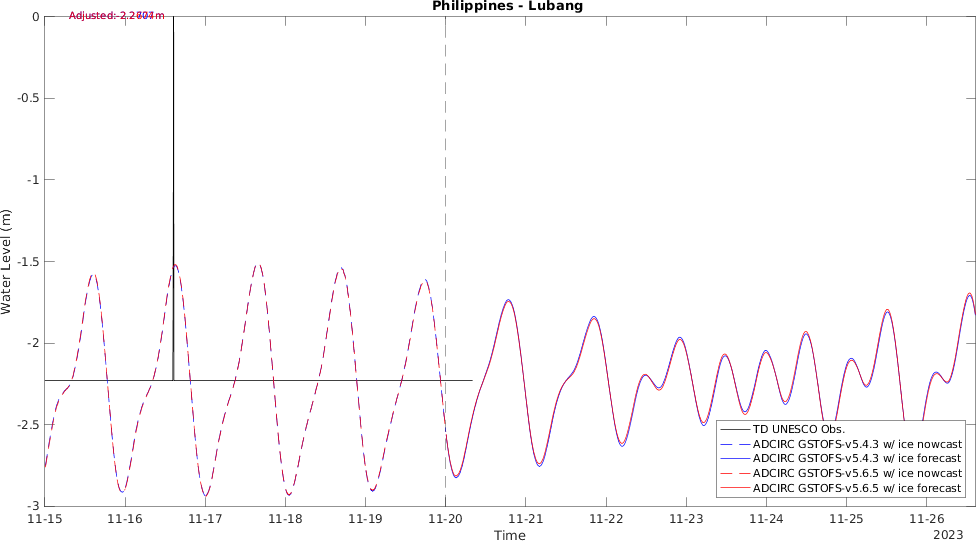 Philippines - Lubang
Adjusted:
0
-0.5
-1
-1.5
-2
-2.5
-3
Water Level (m)
11-15
11-16
11-17
11-18
11-19
11-20
11-21
11-22
11-23
11-24
11-25
11-26
2023
Time
TD UNESCO Obs.
ADCIRC GSTOFS-v5.4.3 w/ ice nowcast
ADCIRC GSTOFS-v5.4.3 w/ ice forecast
ADCIRC GSTOFS-v5.6.5 w/ ice nowcast
ADCIRC GSTOFS-v5.6.5 w/ ice forecast